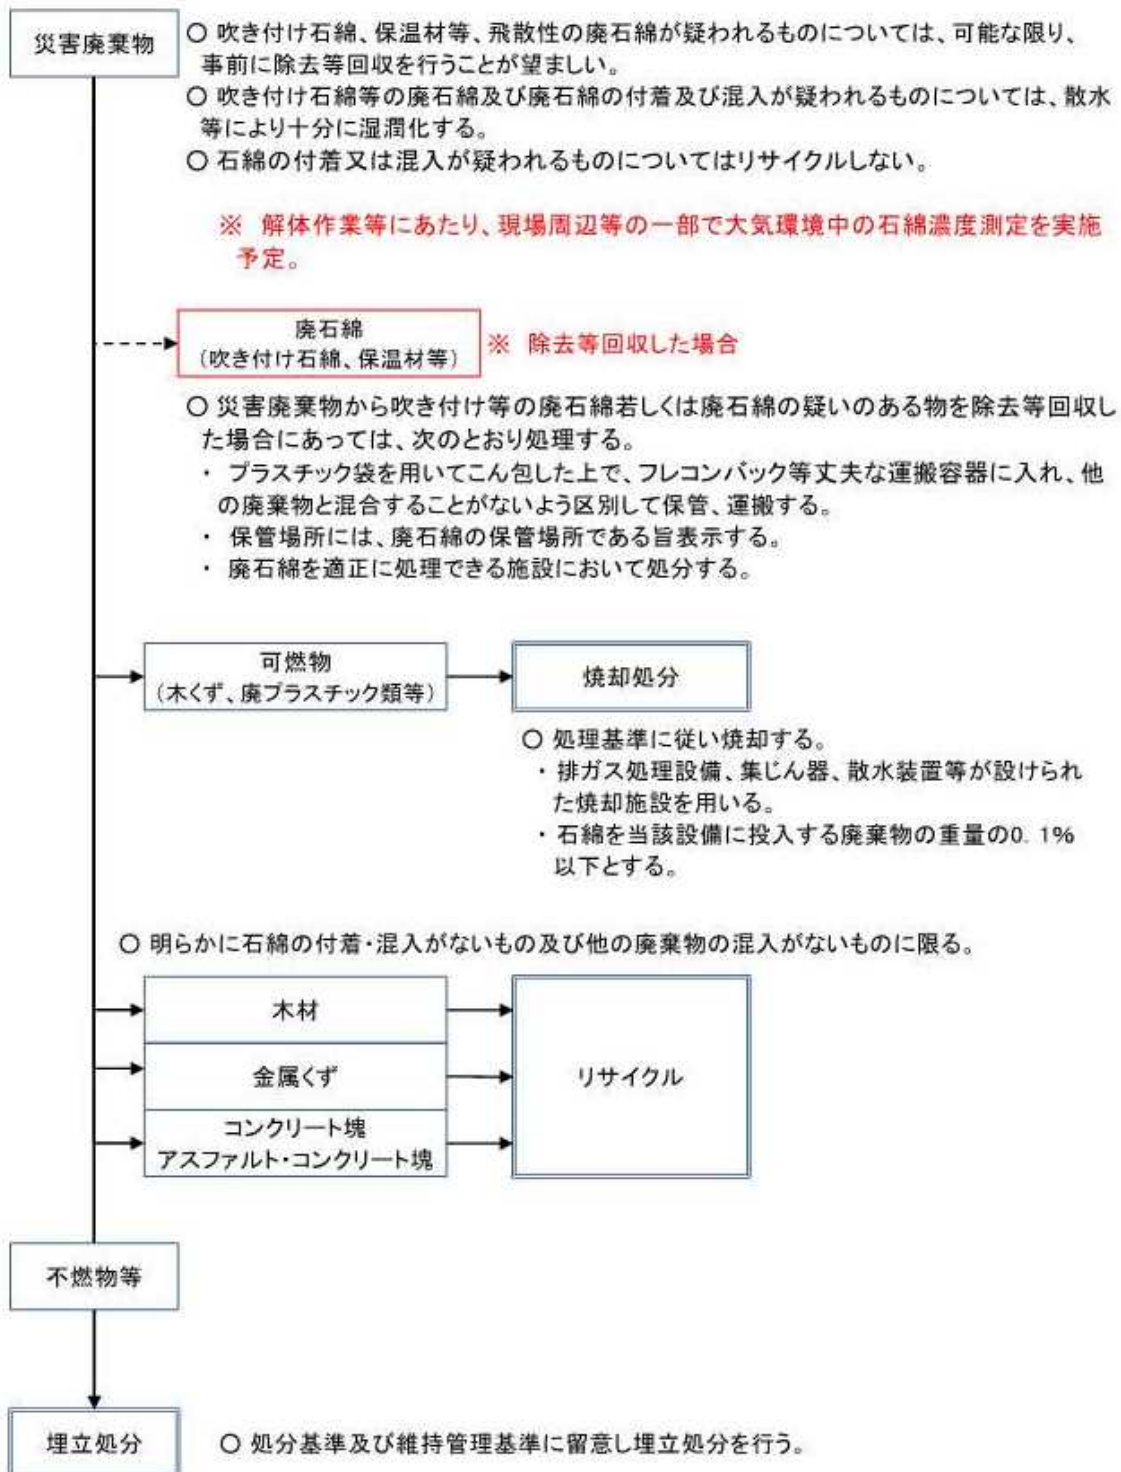 災害廃棄物
○ 吹き付け石綿、保温材等、飛散性の廃石綿が疑われるものについては、可能な限り、
事前に除去等回収を行うことが望ましい。
○ 吹き付け石綿等の廃石綿及び廃石綿の付着及び混入が疑われるものについては、散水
等により十分に湿潤化する。
○ 石綿の付着又は混入が疑われるものについてはリサイクルしない。
※ 解体作業等にあたり、現場周辺等の一部で大気環境中の石綿濃度測定を実施
予定。
廃石綿
（吹き付け石綿、保温材等）
※ 除去等回収した場合
○ 災害廃棄物から吹き付け等の廃石綿若しくは廃石綿の疑いのある物を除去等回収し
た場合にあっては、次のとおり処理する。
・ プラスチック袋を用いてこん包した上で、フレコンバック等丈夫な運搬容器に入れ、他
の廃棄物と混合することがないよう区別して保管、運搬する。
・ 保管場所には、廃石綿の保管場所である旨表示する。
・ 廃石綿を適正に処理できる施設において処分する。
可燃物
（木くず、廃プラスチック類等）
焼却処分
○ 処理基準に従い焼却する。
・排ガス処理設備、集じん器、散水装置等が設けられ
た焼却施設を用いる。
・石綿を当該設備に投入する廃棄物の重量の0．1%
以下とする。
○ 明らかに石綿の付着・混入がないもの及び他の廃棄物の混入がないものに限る。
木材
金属くず
コンクリート塊
アスファルト・コンクリート塊
リサイクル
不燃物等
埋立処分
○ 処分基準及び維持管理基準に留意し埋立処分を行う。